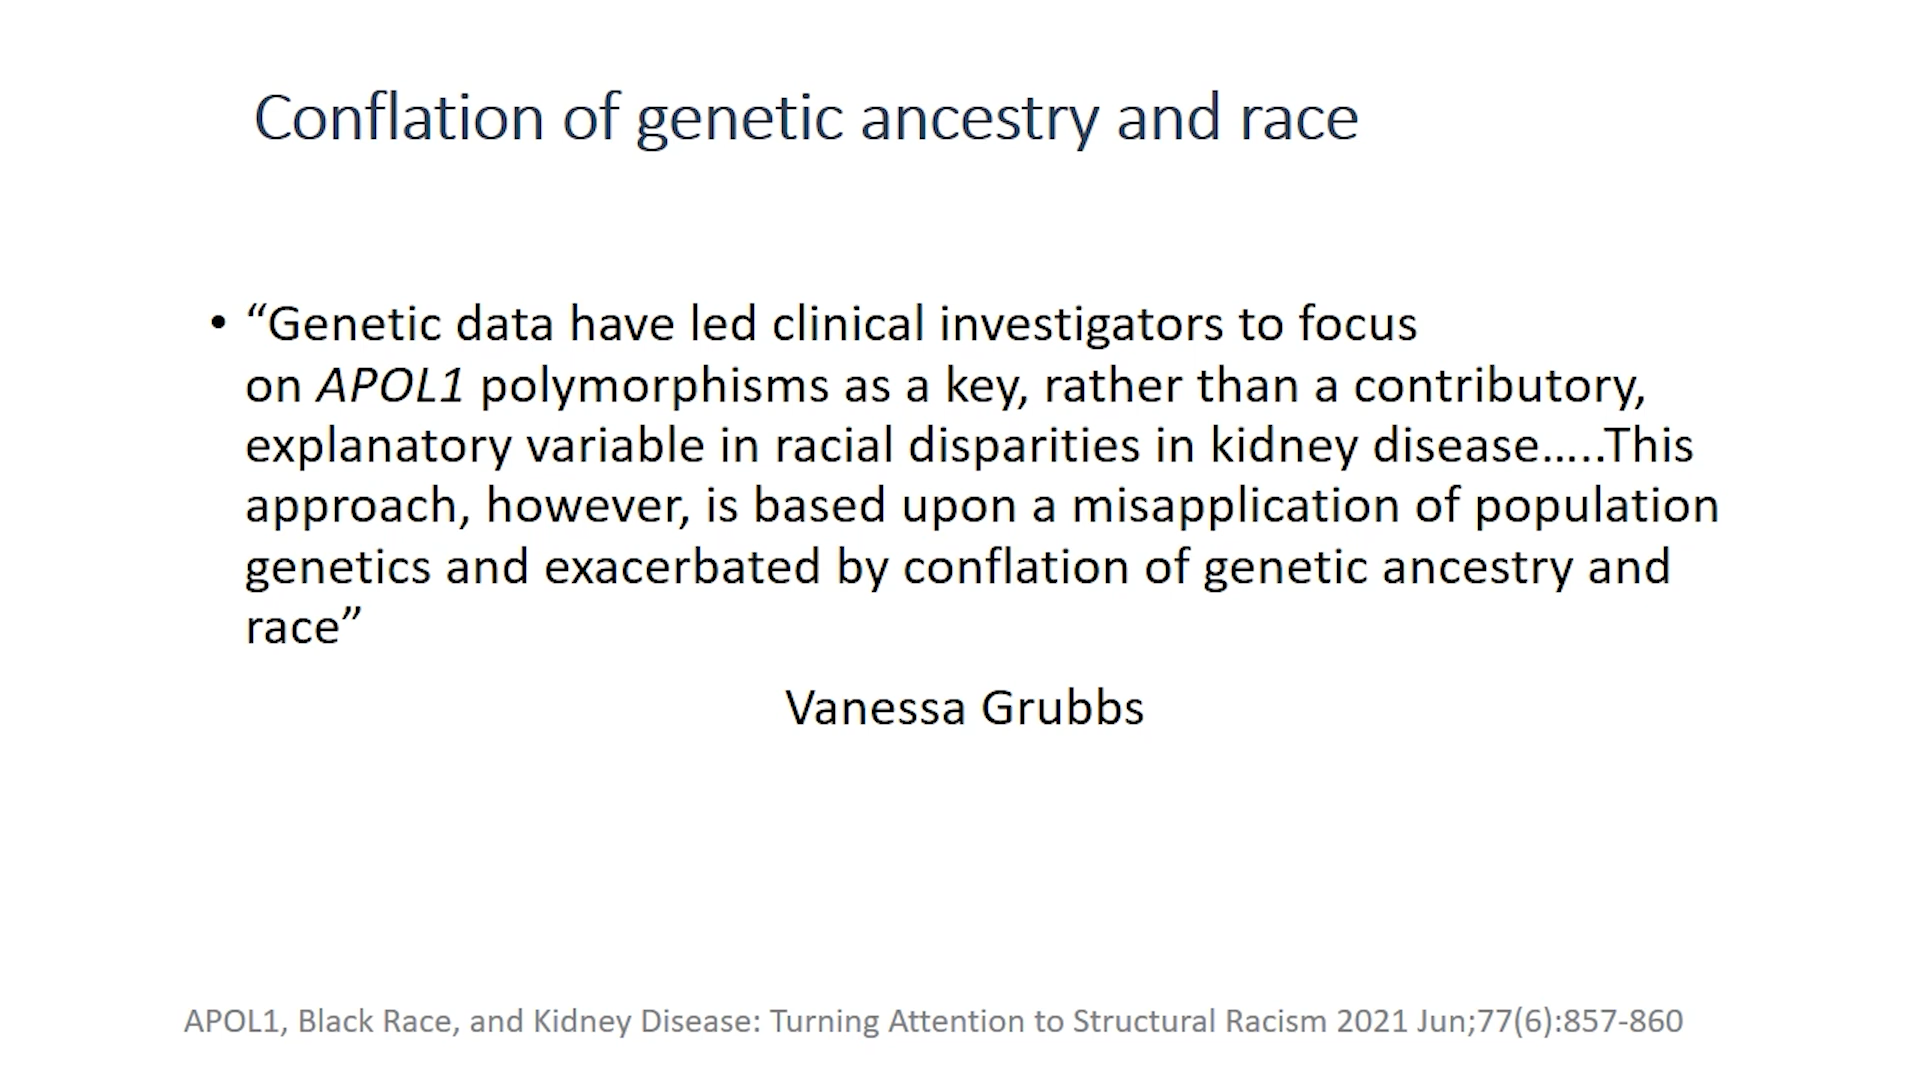 Conflation of genetic ancestry and race
• “Genetic data have led clinical investigators to focus
on APOL1 polymorphisms as a key, rather than a contributory,
explanatory variable in racial disparities in kidney disease…..This
approach, however, is based upon a misapplication of population
genetics and exacerbated by conflation of genetic ancestry and
race”
Vanessa Grubbs
APOL1, Black Race, and Kidney Disease: Turning Attention to Structural Racism 2021 Jun;77(6):857-860